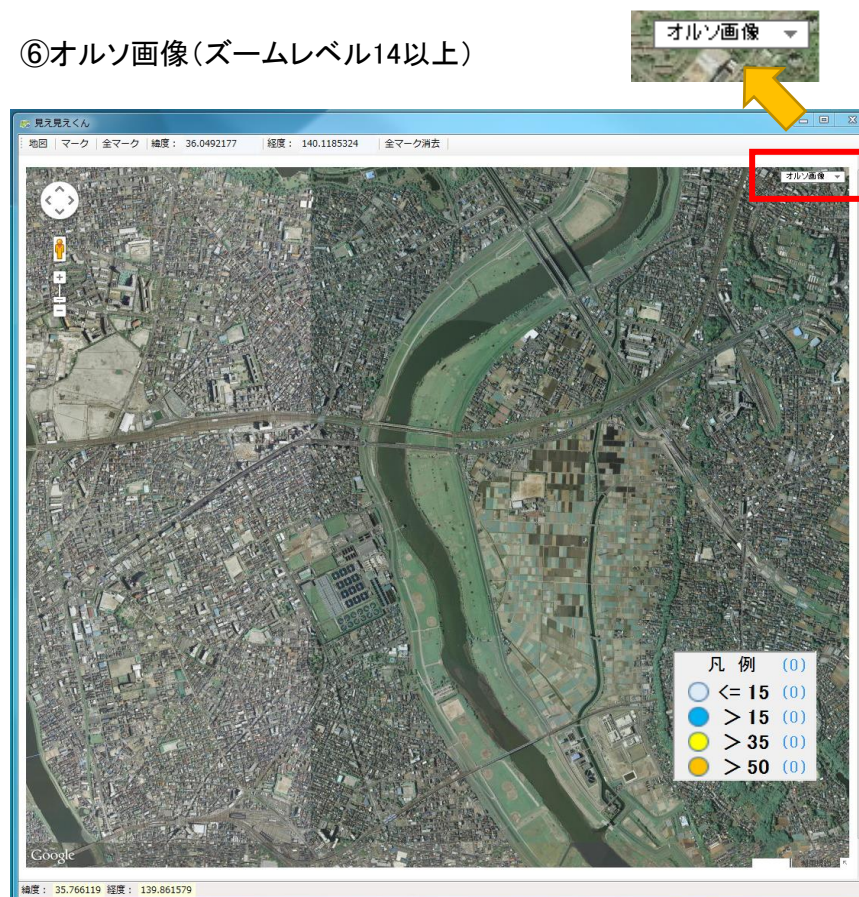 ⑥オルソ画像(ズームレベル14以上)
オルソ画像
見え見えくん
地図 マーク 全マーク 緯度: 36.0492177 経度: 140.1185324 全マーク消去
オルソ画像
凡 例 (0)
<= 15 (0)
> 15 (0)
> 35 (0)
> 50 (0)
Google
緯度: 35.766119 経度: 139.861579